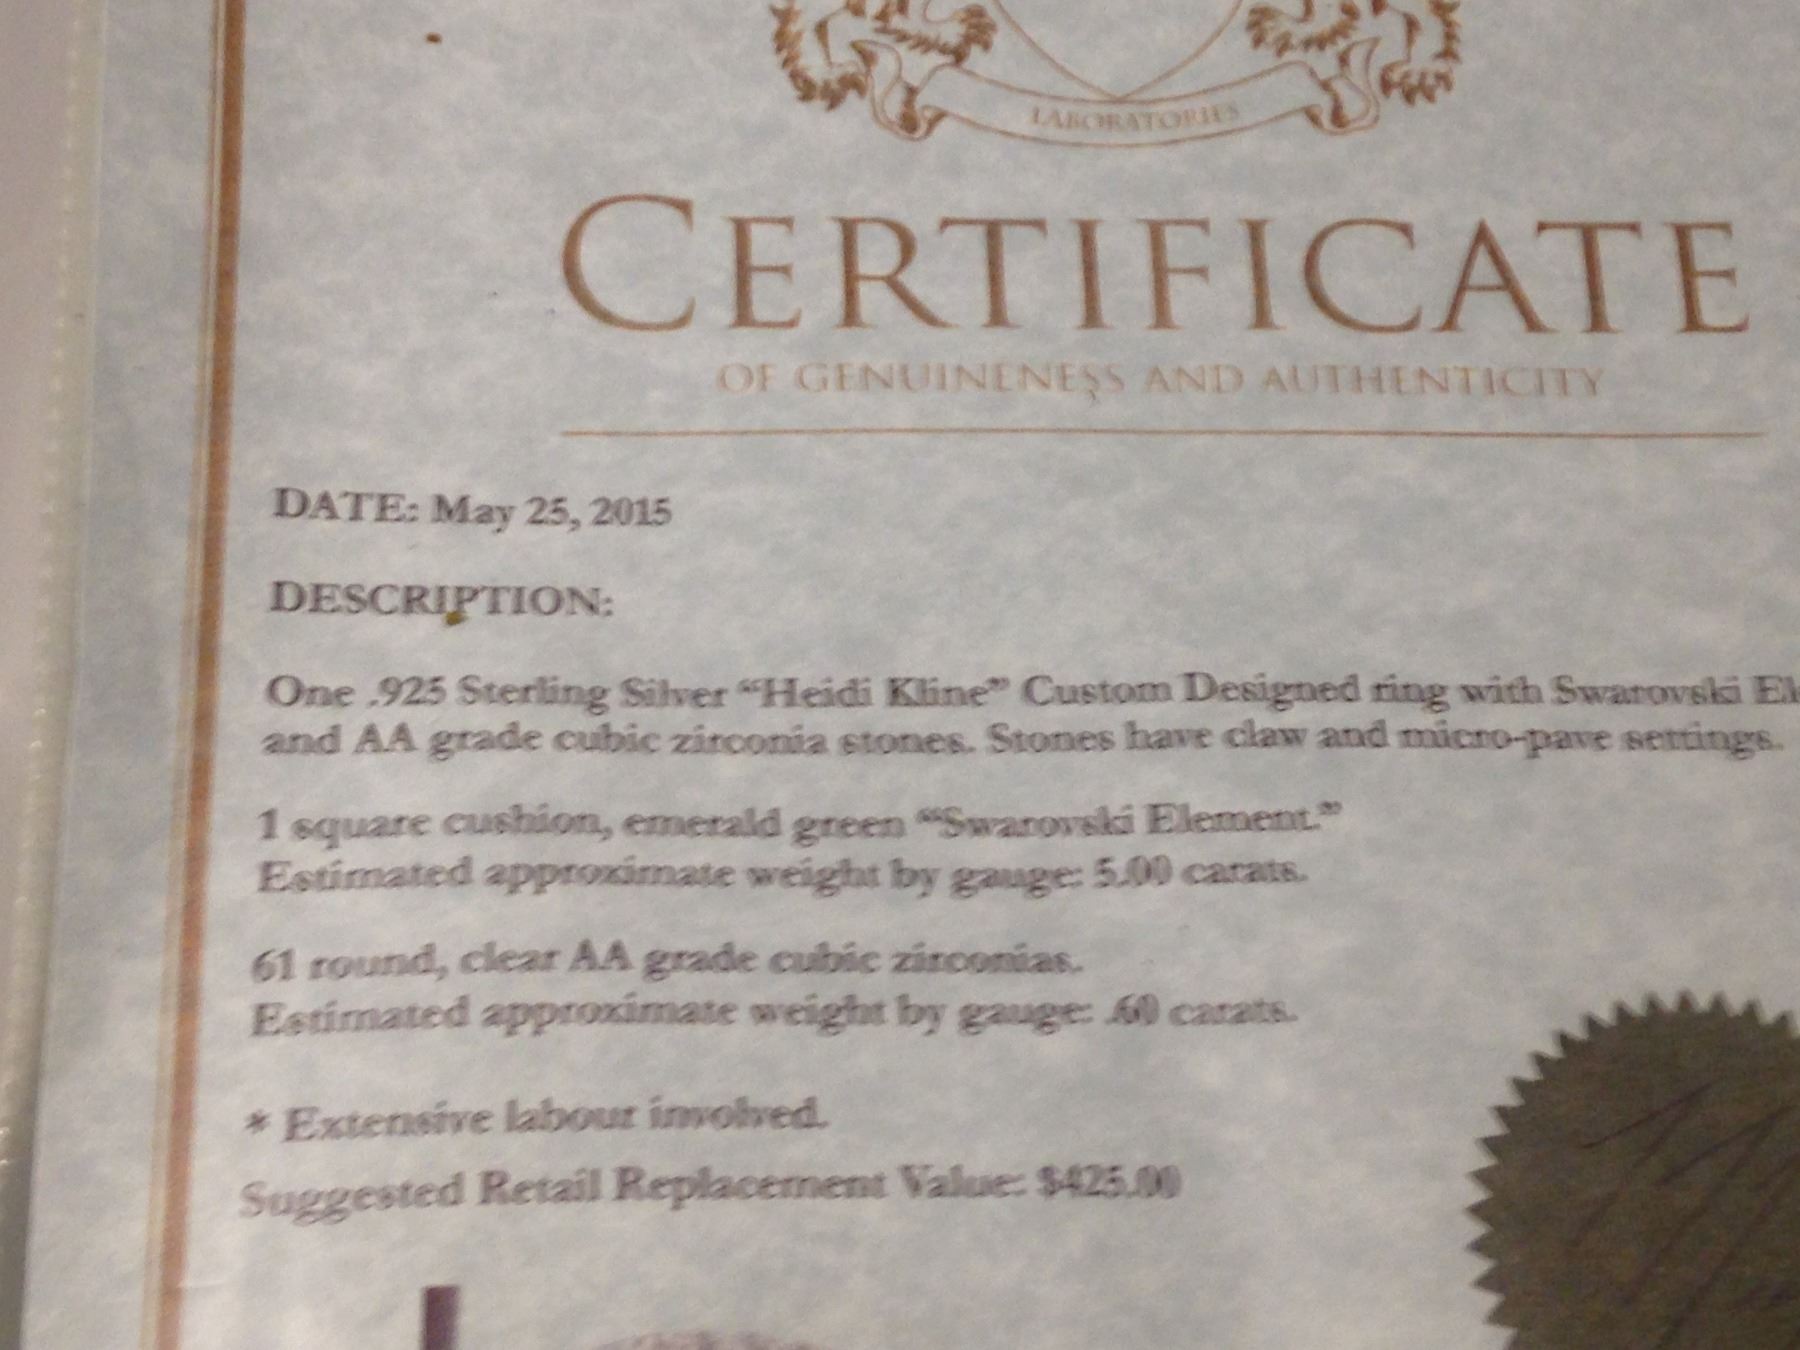 LABORATORIES
CERTIFICATE
OF GENUINENESS AND AUTHENTICITY
DATE: May 25, 2015
DESCRIPTION:
One .925 Sterling Silver “Heidi Kline” Custom Designed ring with Swarovski El
and AA grade cubic zirconia stones. Stones have claw and micro-pave settings.
1 square cushion, emerald green “Swarovski Element.”
Estimated approximate weight by gauge: 5.00 carats.
61 round, clear AA grade cubic zirconias.
Estimated approximate weight by gauge: .60 carats.
* Extensive labour involved.
Suggested Retail Replacement Value: $425.00